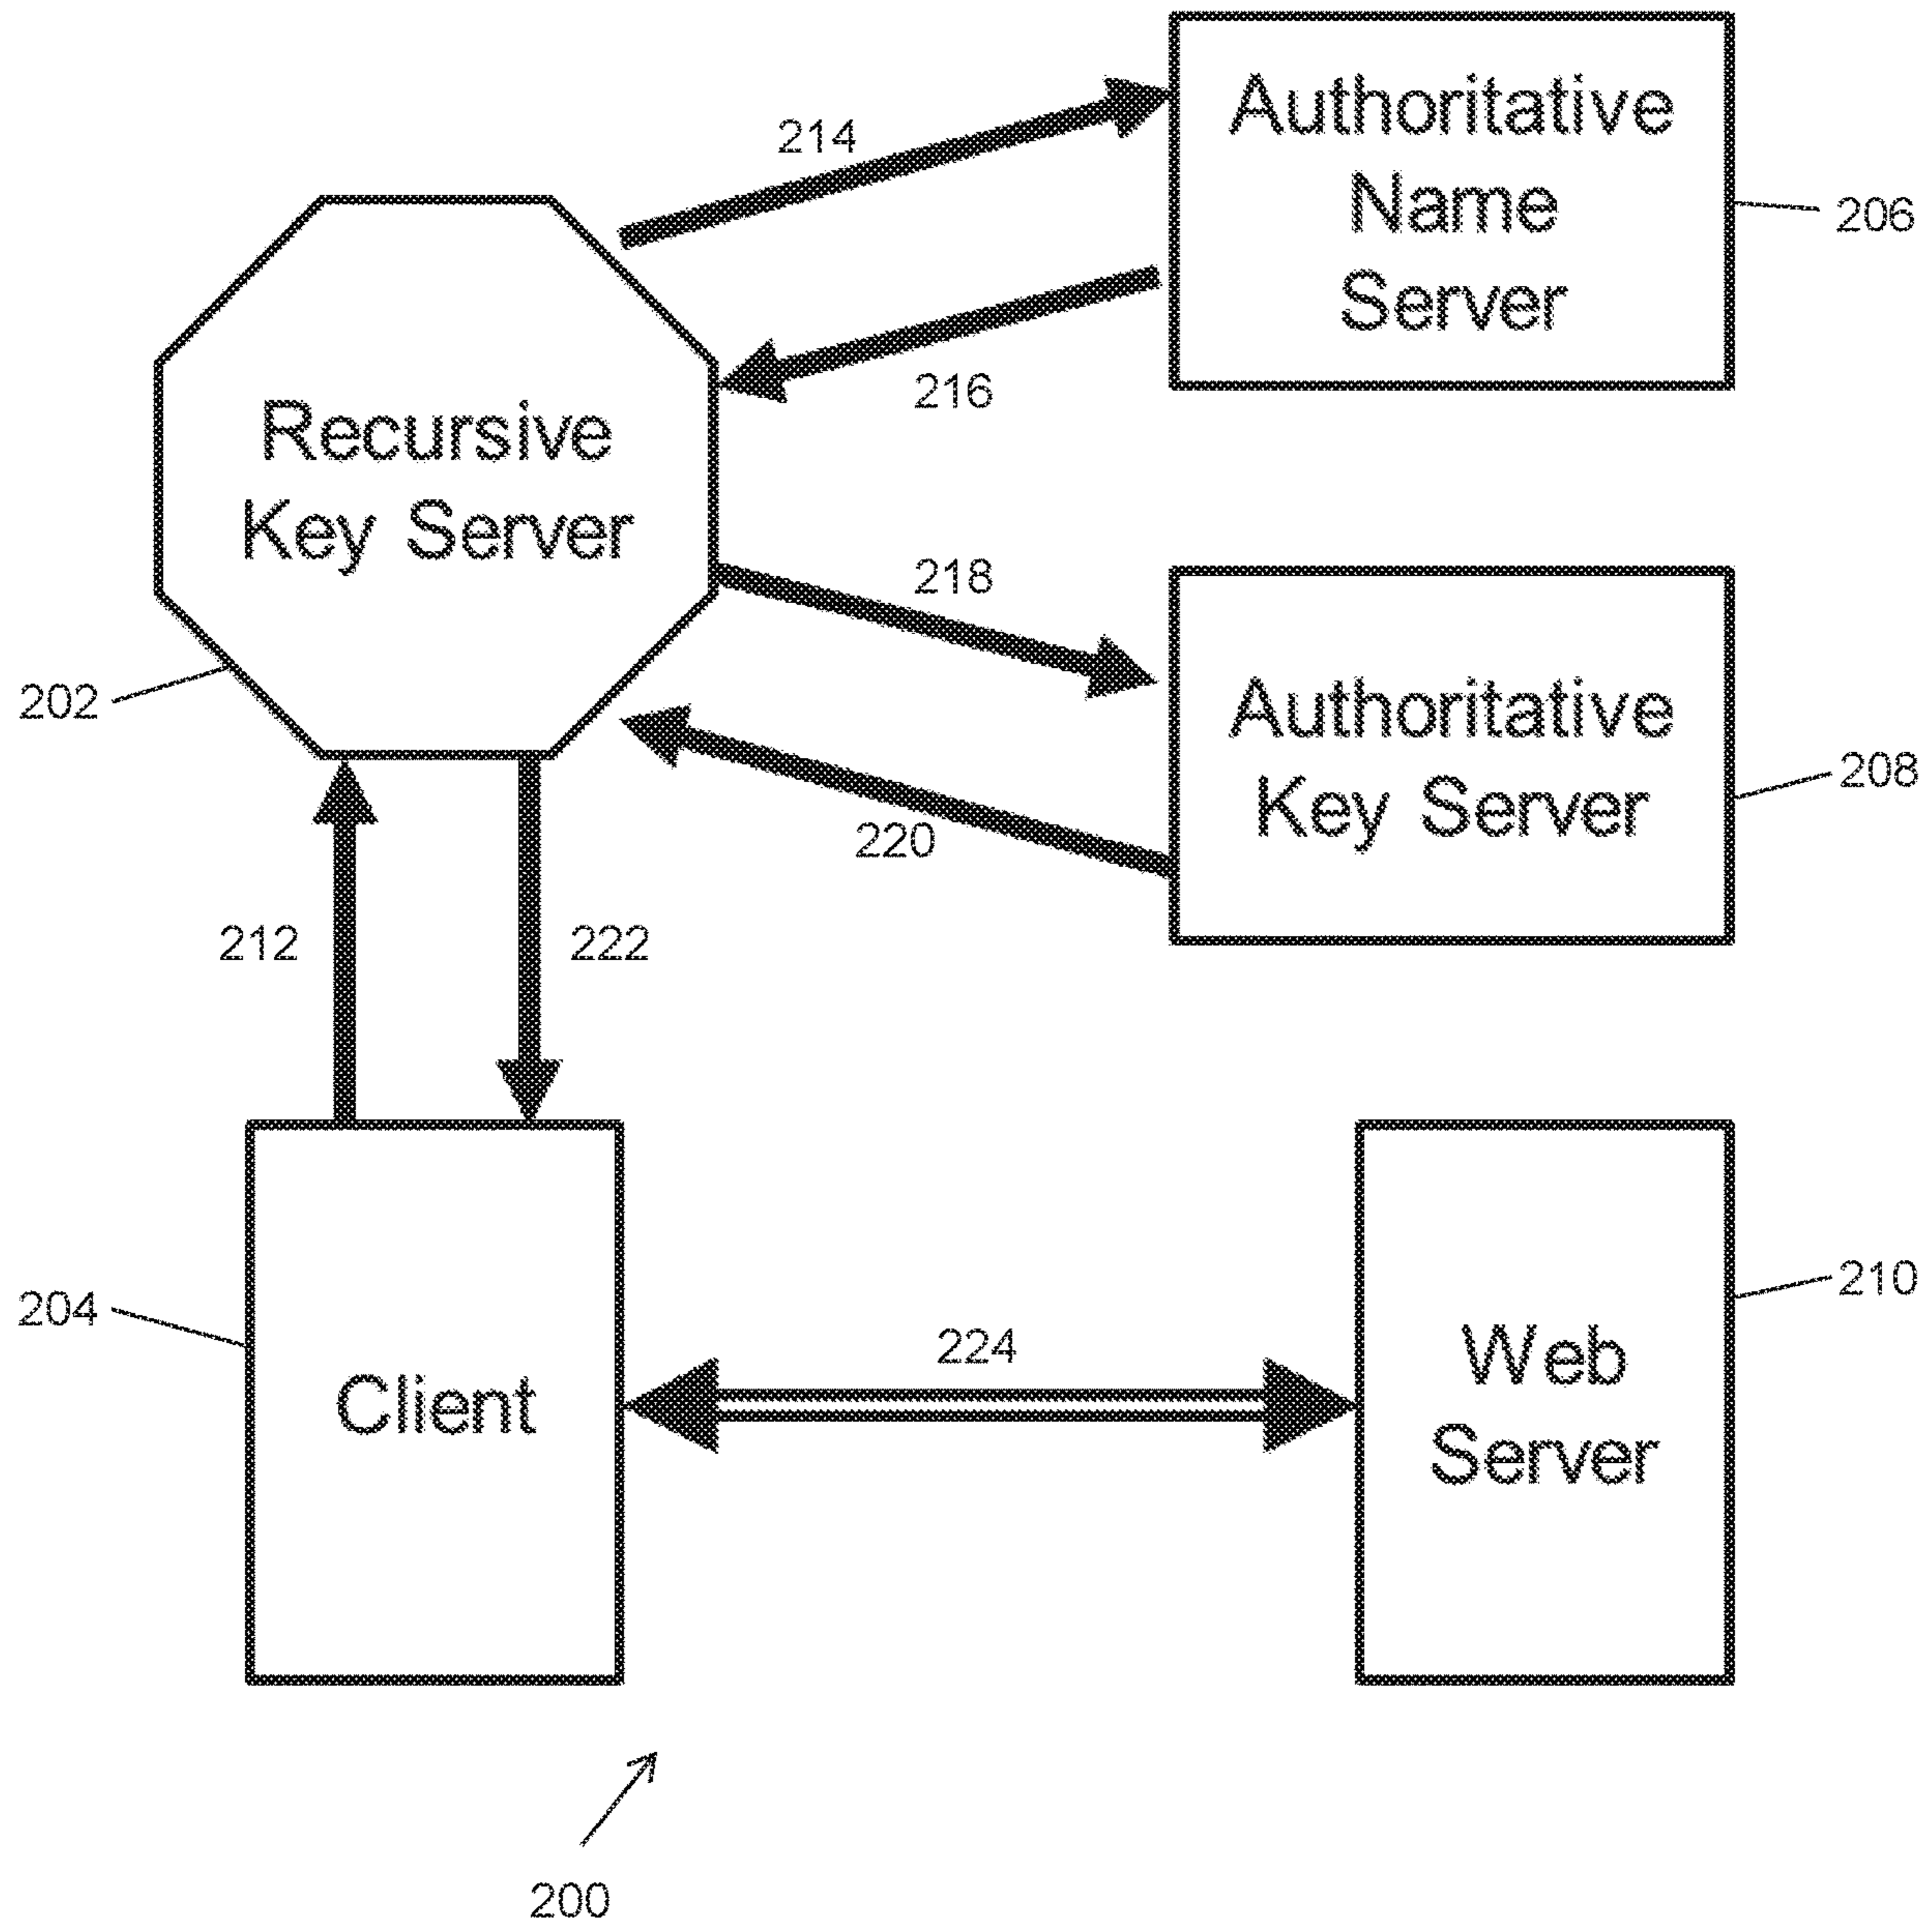 214
Authoritative
Name
Server
206
216
Recursive
Key Server
218
202
Authoritative
Key Server
208
220
212
222
204
224
210
Web
Server
Client
200